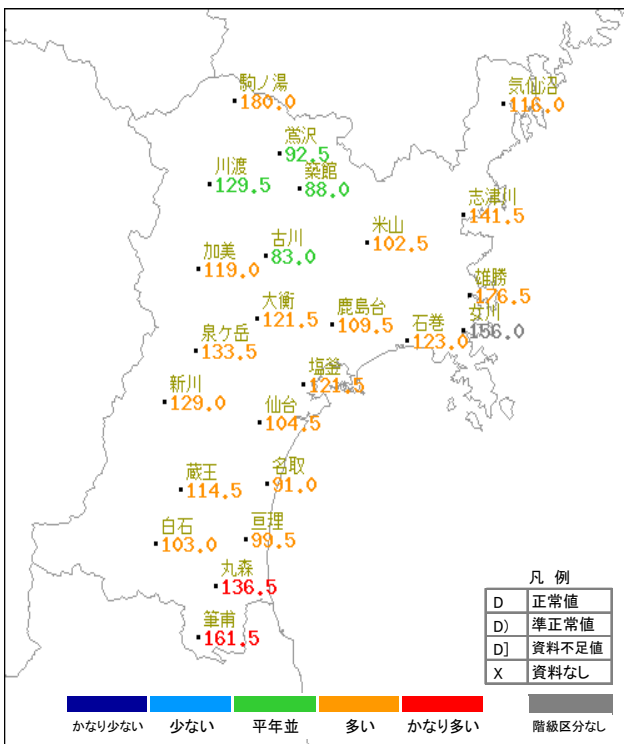 駒ノ湯
180.0
気仙沼
116.0
鴬沢
92.5
川渡
129.5
築館
88.0
志津川
141.5
米山
102.5
古川
83.0
加美
119.0
雄勝
176.5
大衡
121.5
鹿島台
109.5
女川
156.0
石巻
123.0
泉ケ岳
133.5
塩釜
121.5
新川
129.0
仙台
104.5
名取
91.0
蔵王
114.5
亘理
99.5
白石
103.0
丸森
136.5
筆甫
161.5
凡 例
D 正常値
D) 準正常値
D] 資料不足値
X 資料なし
かなり少ない 少ない 平年並 多い かなり多い 階級区分なし